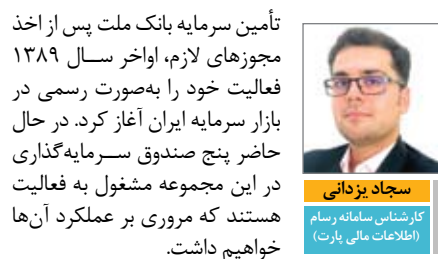 تأمین سرمایه بانک ملت پس از اخذ
مجوزهای لازم، اواخر ســال ۱۳۸۹
فعالیت خود را به‌صورت رسمی در
بازار سرمایه ایران آغاز کرد. در حال
حاضر پنج صندوق ســرمایه‌گذاری
در این مجموعه مشغول به فعالیت
هستند که مروری بر عملکرد آن‌ها
خواهیم داشت.
سجاد یزدانی
کارشناس سامانه رسام
(اطلاعات مالی پارت)